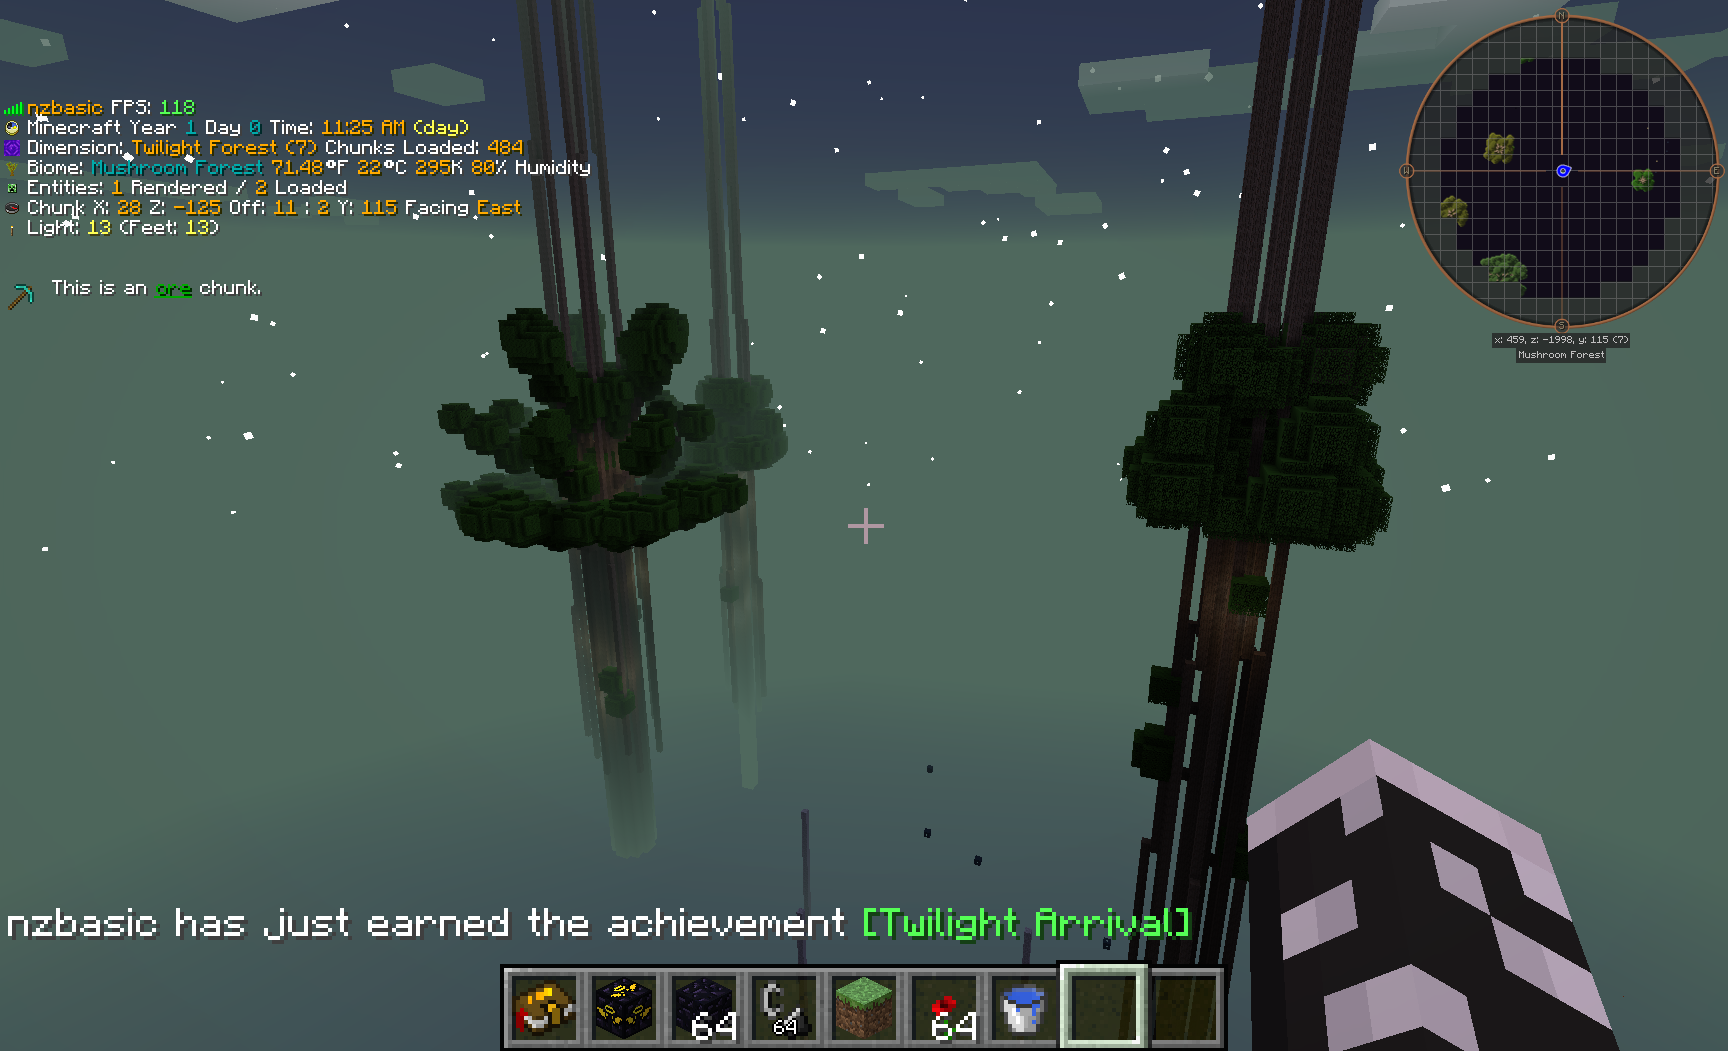 nzbasic FPS: 118
Minecraft Year 1 Day 0 Time: 11:25 AM (day)
Dimension: Twilight Forest (7) Chunks Loaded: 484
Biome: Mushroom Forest 71.48ºF 22ºC 295K 80% Humidity
Entities: 1 Rendered / 2 Loaded
Chunk X: 28 Z: -125 Off: 11 : 2 Y: 115 Facing East
Light: 13 (Feet: 13)
This is an ore chunk.
N
W
E
S
x: 459, z: -1998, y: 115 (7)
Mushroom Forest
nzbasic has just earned the achievement [Twilight Arrival]
64
64
64